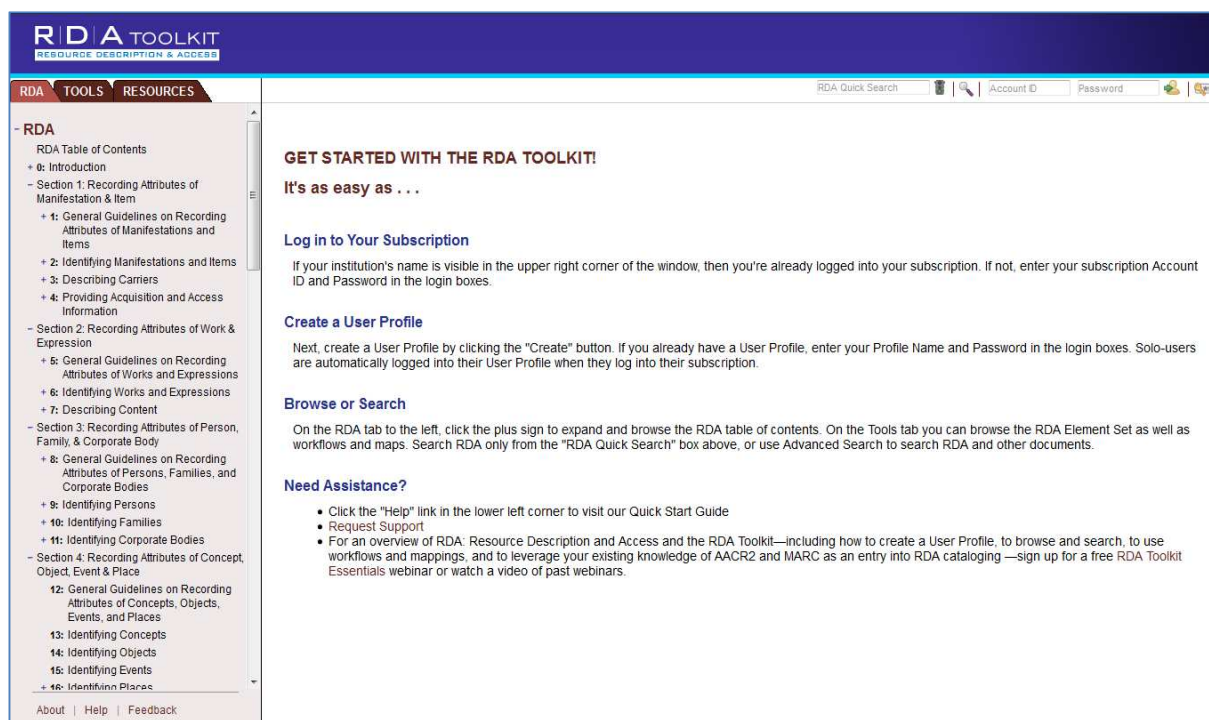 R|D|A TOOLKIT
RESOURCE DESCRIPTION & ACCESS
RDA TOOLS RESOURCES
RDA Quick Search Account ID Password
- RDA
RDA Table of Contents
+ 0: Introduction
- Section 1: Recording Attributes of
Manifestation & Item
+ 1: General Guidelines on Recording
Attributes of Manifestations and
Items
+ 2: Identifying Manifestations and Items
+ 3: Describing Carriers
+ 4: Providing Acquisition and Access
Information
- Section 2: Recording Attributes of Work &
Expression
+ 5: General Guidelines on Recording
Attributes of Works and Expressions
+ 6: Identifying Works and Expressions
+ 7: Describing Content
- Section 3: Recording Attributes of Person,
Family, & Corporate Body
+ 8: General Guidelines on Recording
Attributes of Persons, Families, and
Corporate Bodies
+ 9: Identifying Persons
+ 10: Identifying Families
+ 11: Identifying Corporate Bodies
- Section 4: Recording Attributes of Concept,
Object, Event & Place
12: General Guidelines on Recording
Attributes of Concepts, Objects,
Events, and Places
13: Identifying Concepts
14: Identifying Objects
15: Identifying Events
+ 16: Identifying Places
About | Help | Feedback
GET STARTED WITH THE RDA TOOLKIT!
It's as easy as . . .
Log in to Your Subscription
If your institution's name is visible in the upper right corner of the window, then you're already logged into your subscription. If not, enter your subscription Account
ID and Password in the login boxes.
Create a User Profile
Next, create a User Profile by clicking the "Create" button. If you already have a User Profile, enter your Profile Name and Password in the login boxes. Solo-users
are automatically logged into their User Profile when they log into their subscription.
Browse or Search
On the RDA tab to the left, click the plus sign to expand and browse the RDA table of contents. On the Tools tab you can browse the RDA Element Set as well as
workflows and maps. Search RDA only from the "RDA Quick Search" box above, or use Advanced Search to search RDA and other documents.
Need Assistance?
• Click the "Help" link in the lower left corner to visit our Quick Start Guide
• Request Support
• For an overview of RDA: Resource Description and Access and the RDA Toolkit—including how to create a User Profile, to browse and search, to use
workflows and mappings, and to leverage your existing knowledge of AACR2 and MARC as an entry into RDA cataloging —sign up for a free RDA Toolkit
Essentials webinar or watch a video of past webinars.